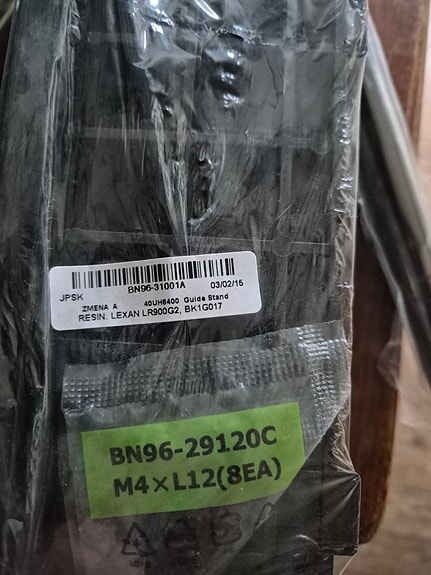 BN96-31001A 03/02/15
JPSK
ZMENA A 40UH6400 Guide Stand
RESIN: LEXAN LR900G2, BK1G017
BN96-29120C
M4×L12(8EA)